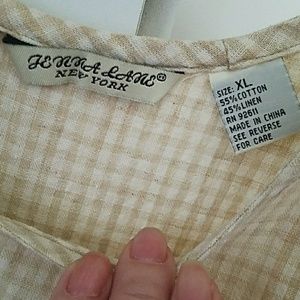 JENNA LANE®
NEW YORK
SIZE: XL
55% COTTON
45% LINEN
RN 92611
MADE IN CHINA
SEE REVERSE
FOR CARE